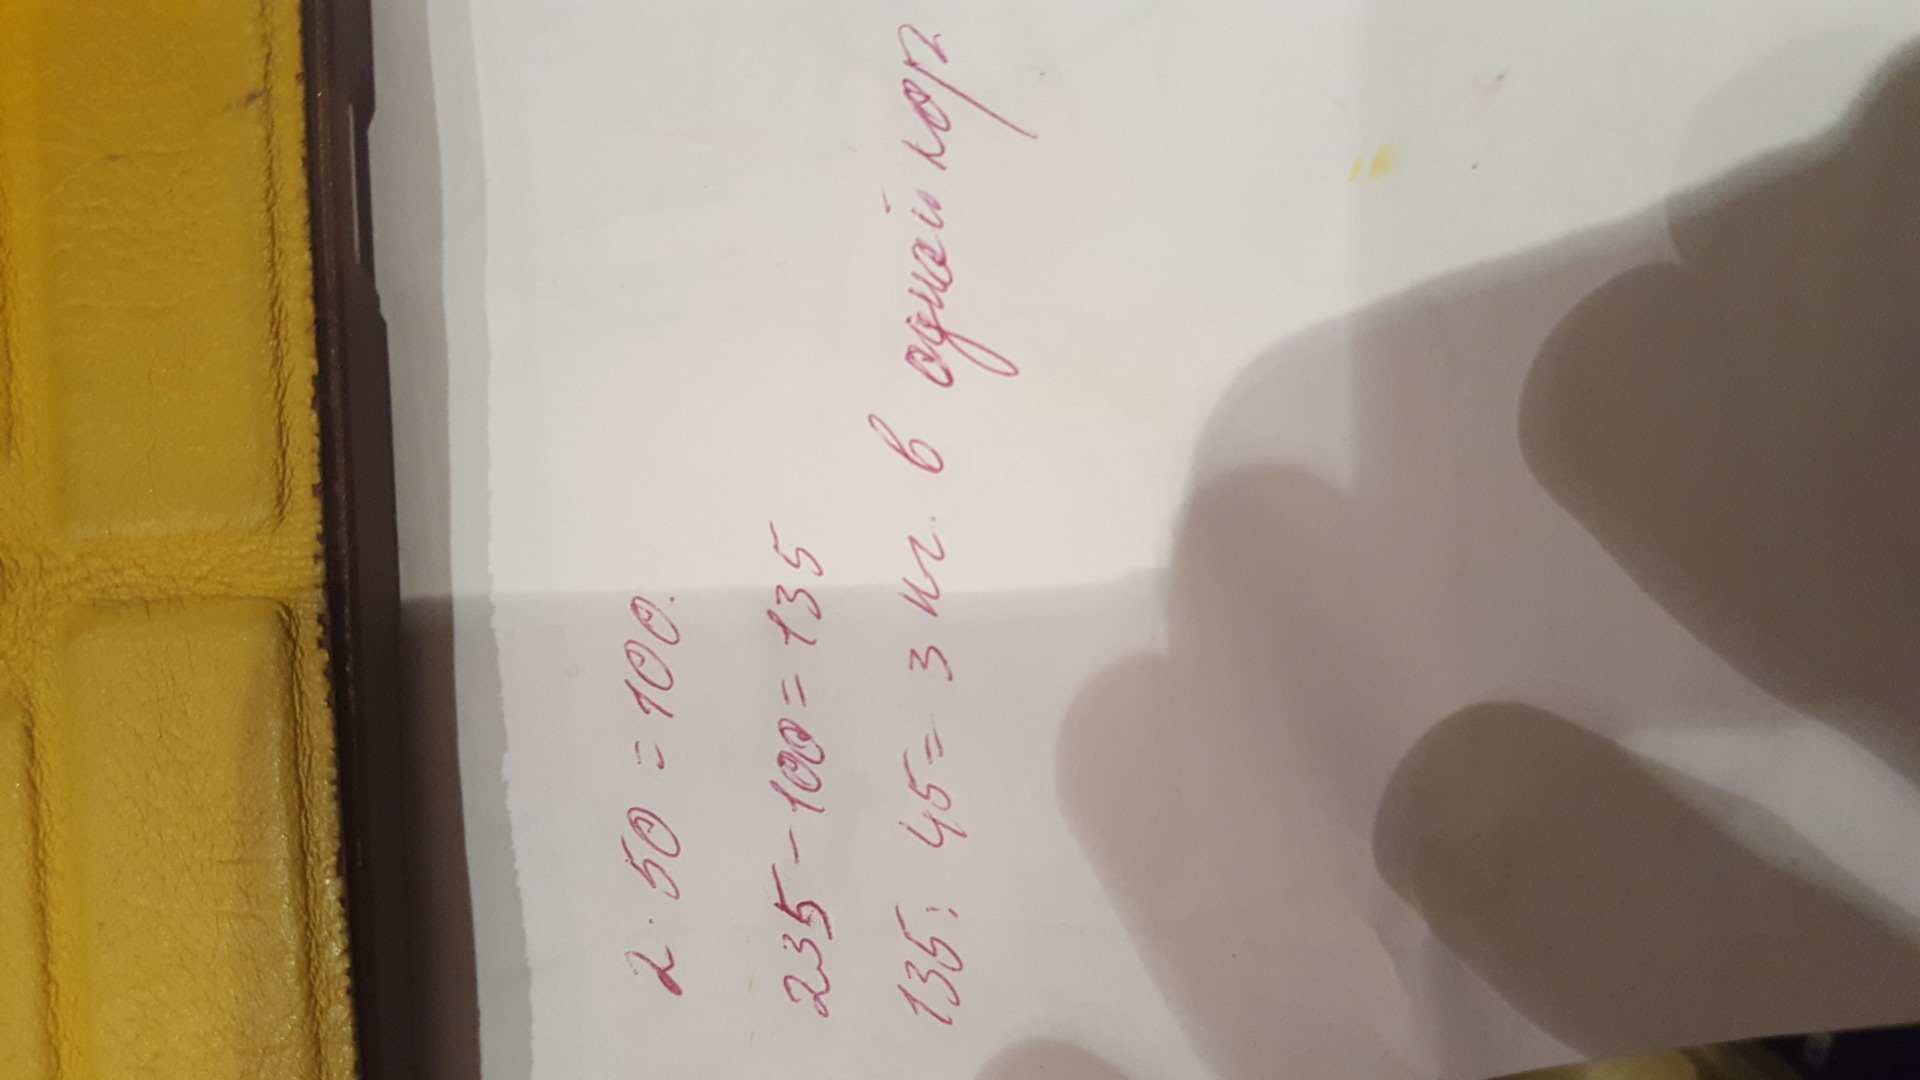 2 · 50 = 100.
235 - 100 = 135
135 : 45 = 3 кг. в одной кор